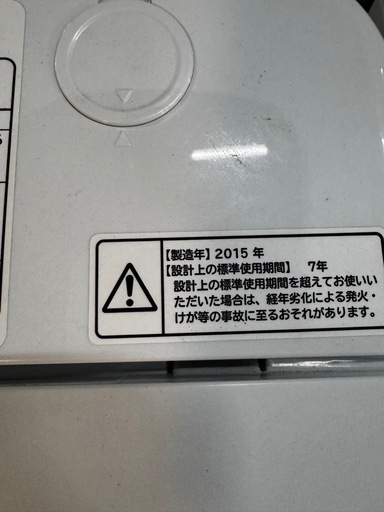 【製造年】2015 年
【設計上の標準使用期間】 7年
設計上の標準使用期間を超えてお使いい
ただいた場合は、経年劣化による発火・
けが等の事故に至るおそれがあります。